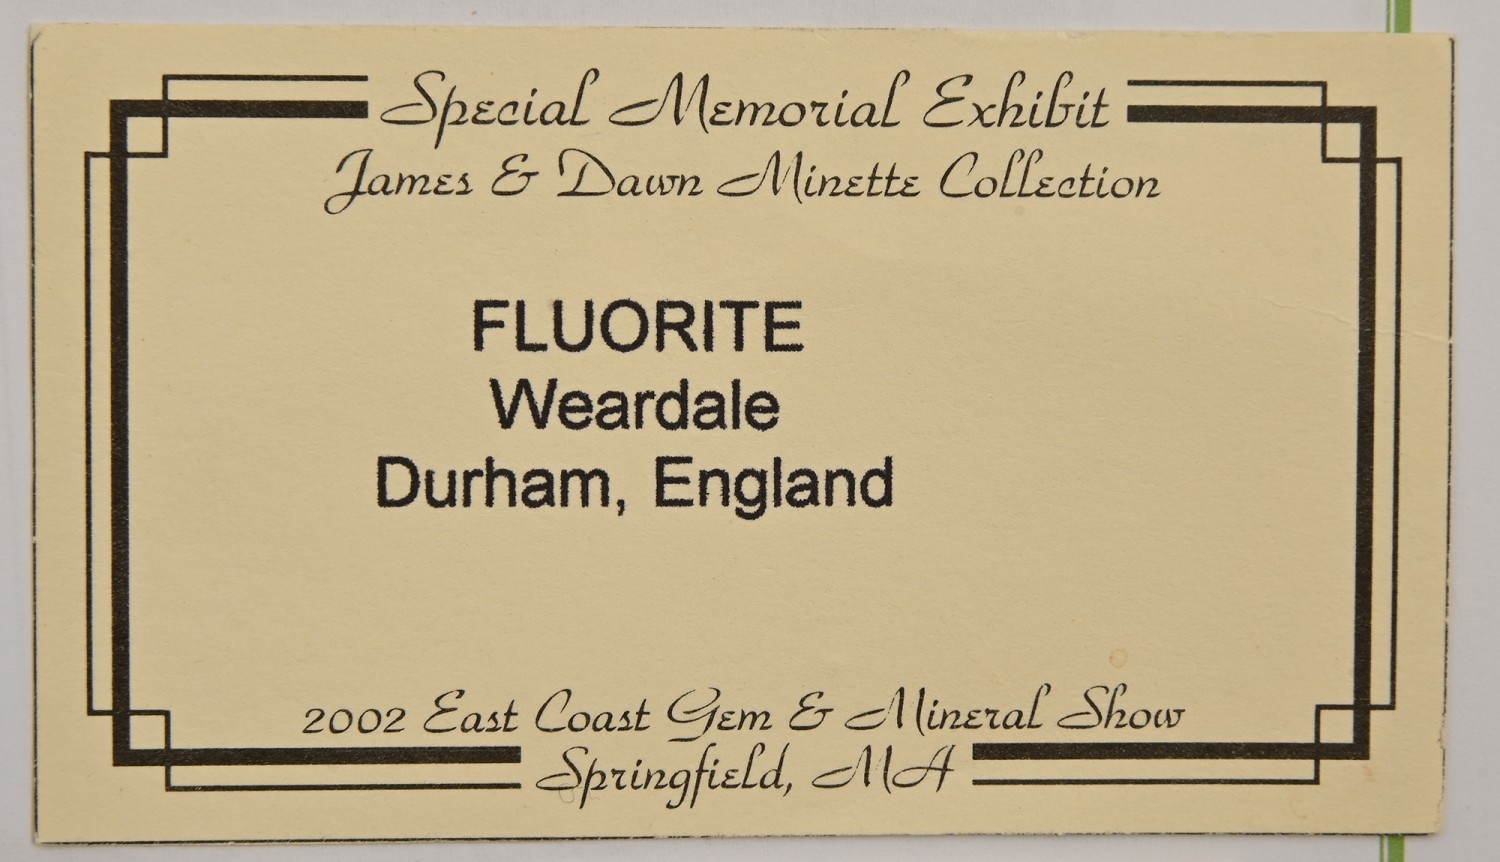 Special Memorial Exhibit
James & Dawn Minette Collection
FLUORITE
Weardale
Durham, England
2002 East Coast Gem & Mineral Show
Springfield, MA